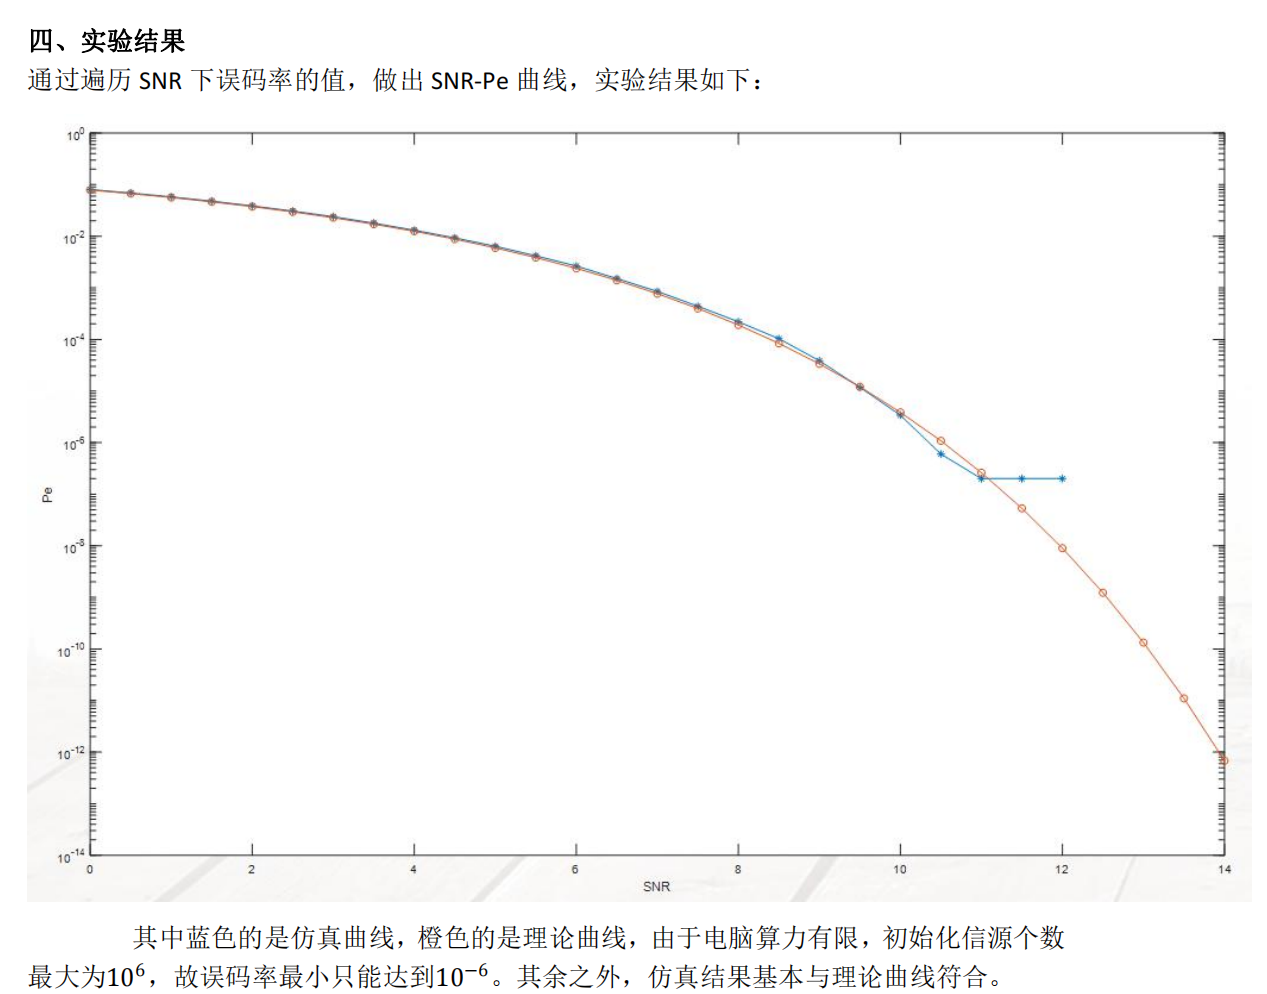 四、实验结果
通过遍历 SNR 下误码率的值，做出 SNR-Pe 曲线，实验结果如下：
10^0
10^-2
10^-4
10^-6
10^-8
10^-10
10^-12
10^-14
Pe
0 2 4 6 8 10 12 14
SNR
其中蓝色的是仿真曲线，橙色的是理论曲线，由于电脑算力有限，初始化信源个数
最大为10^6，故误码率最小只能达到10^−6。其余之外，仿真结果基本与理论曲线符合。